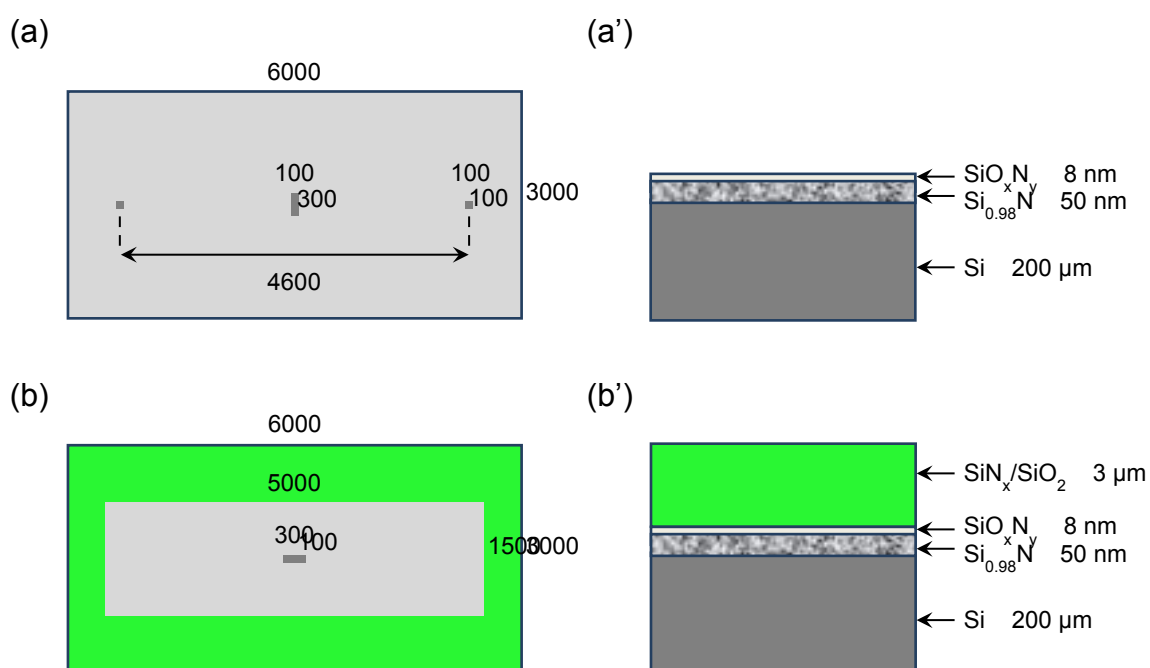 (a)
6000
100
300
100
100
3000
4600
(a’)
SiOxNy 8 nm
Si0.98N 50 nm
Si 200 µm
(b)
6000
5000
300
100
1500
3000
(b’)
SiNx/SiO2 3 µm
SiOxNy 8 nm
Si0.98N 50 nm
Si 200 µm